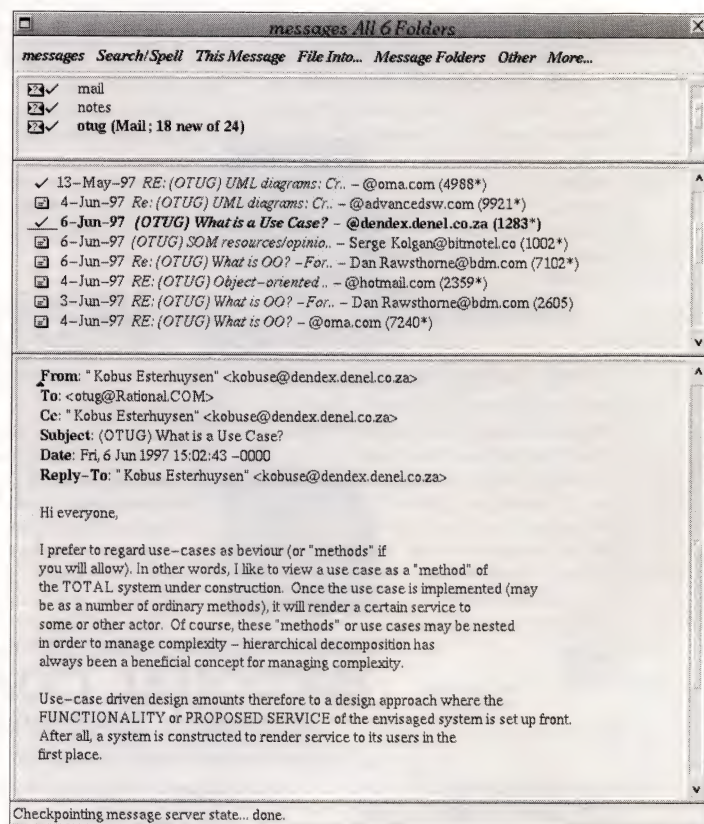 messages All 6 Folders
messages Search/Spell This Message File Into... Message Folders Other More...
mail
notes
otug (Mail; 18 new of 24)
13-May-97 RE: (OTUG) UML diagrams: Cr.. - @oma.com (4988*)
4-Jun-97 Re: (OTUG) UML diagrams: Cr.. - @advancedsw.com (9921*)
6-Jun-97 (OTUG) What is a Use Case? - @dendex.denel.co.za (1283*)
6-Jun-97 (OTUG) SOM resources/opinio.. - Serge Kolgan@bitmotel.co (1002*)
6-Jun-97 Re: (OTUG) What is OO? -For.. - Dan Rawsthorne@bdm.com (7102*)
4-Jun-97 RE: (OTUG) Object-oriented .. - @hotmail.com (2359*)
3-Jun-97 RE: (OTUG) What is OO? -For.. - Dan Rawsthorne@bdm.com (2605)
4-Jun-97 RE: (OTUG) What is OO? - @oma.com (7240*)
From: "Kobus Esterhuysen" <kobuse@dendex.denel.co.za>
To: <otug@Rational.COM>
Cc: "Kobus Esterhuysen" <kobuse@dendex.denel.co.za>
Subject: (OTUG) What is a Use Case?
Date: Fri, 6 Jun 1997 15:02:43 -0000
Reply-To: "Kobus Esterhuysen" <kobuse@dendex.denel.co.za>
Hi everyone,
I prefer to regard use-cases as beviour (or "methods" if
you will allow). In other words, I like to view a use case as a "method" of
the TOTAL system under construction. Once the use case is implemented (may
be as a number of ordinary methods), it will render a certain service to
some or other actor. Of course, these "methods" or use cases may be nested
in order to manage complexity - hierarchical decomposition has
always been a beneficial concept for managing complexity.
Use-case driven design amounts therefore to a design approach where the
FUNCTIONALITY or PROPOSED SERVICE of the envisaged system is set up front.
After all, a system is constructed to render service to its users in the
first place.
Checkpointing message server state... done.